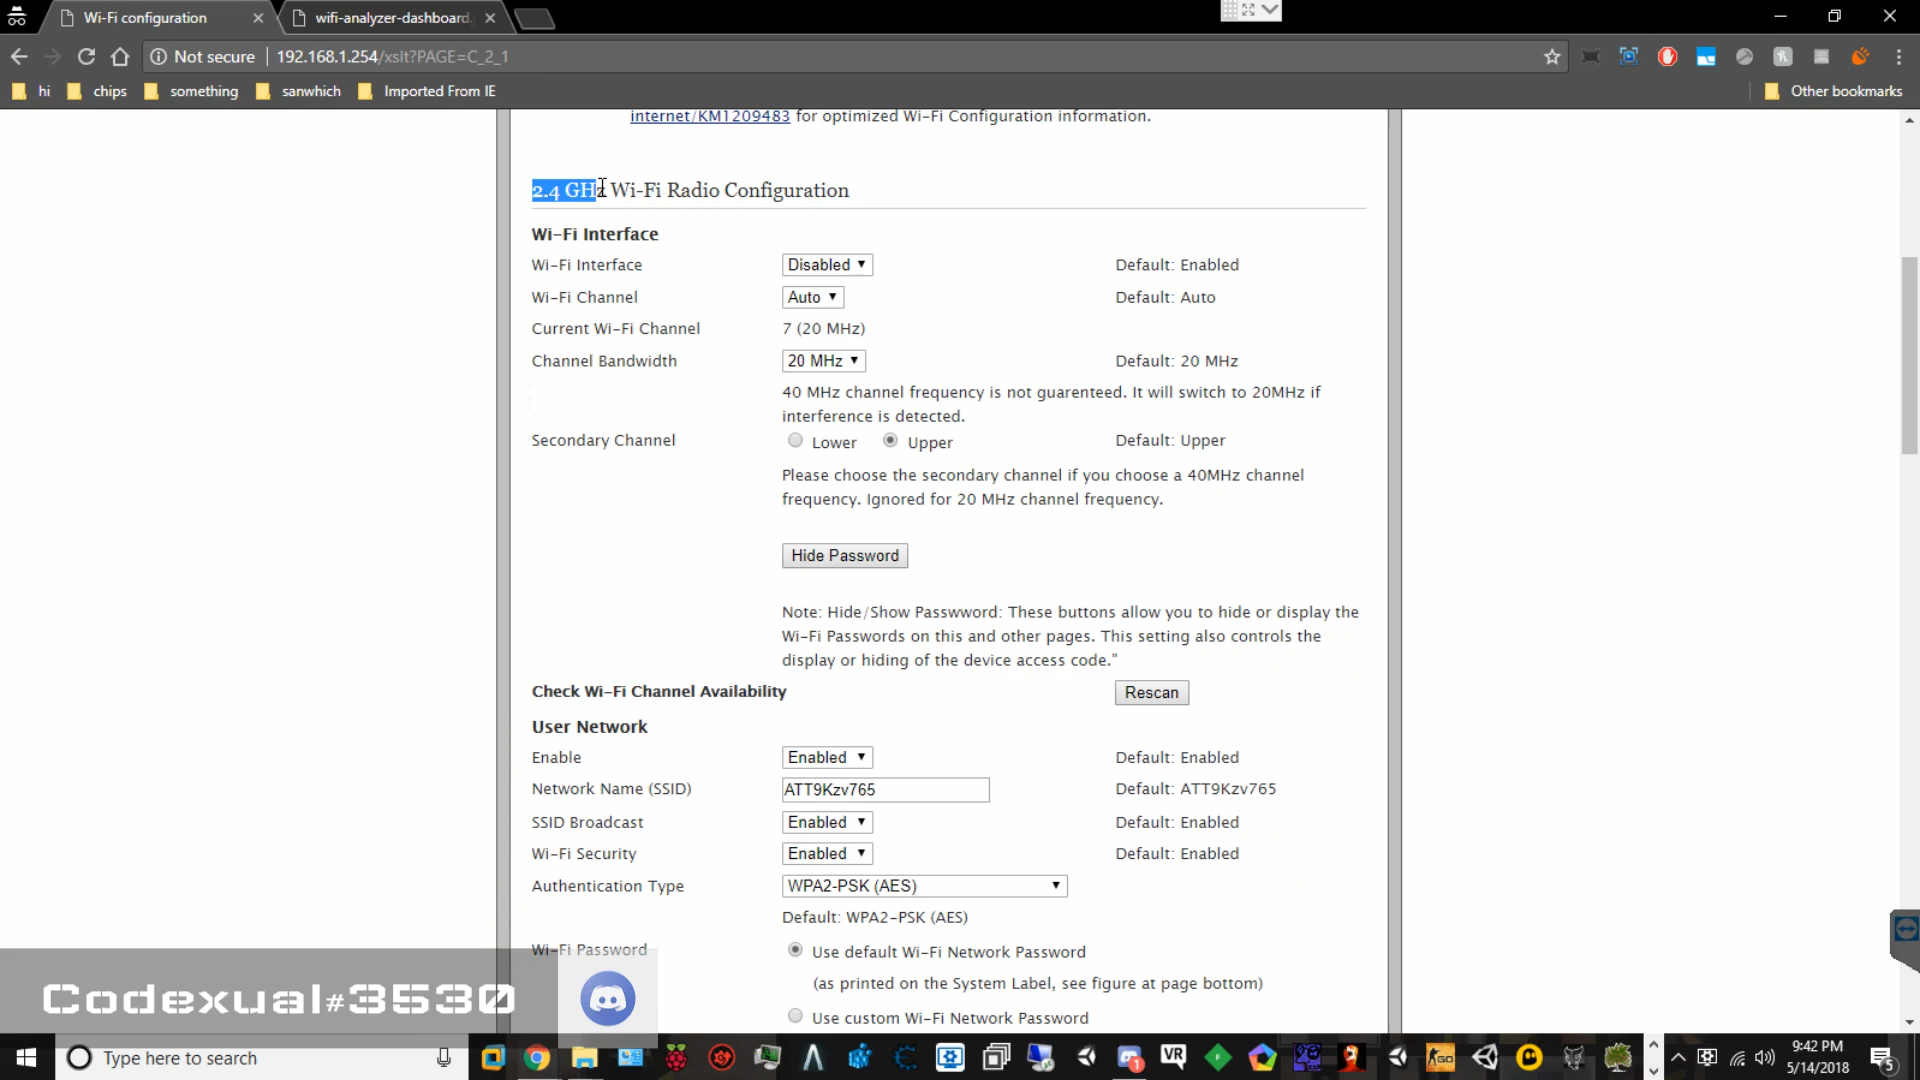 Wi-Fi configuration
wifi-analyzer-dashboard.
Not secure
192.168.1.254/xslt?PAGE=C_2_1
hi
chips
something
sanwhich
Imported From IE
Other bookmarks
internet/KM1209483 for optimized Wi-Fi Configuration information.
2.4 GHz Wi-Fi Radio Configuration
Wi-Fi Interface
Wi-Fi Interface Disabled Default: Enabled
Wi-Fi Channel Auto Default: Auto
Current Wi-Fi Channel 7 (20 MHz)
Channel Bandwidth 20 MHz Default: 20 MHz
40 MHz channel frequency is not guarenteed. It will switch to 20MHz if
interference is detected.
Secondary Channel Lower Upper Default: Upper
Please choose the secondary channel if you choose a 40MHz channel
frequency. Ignored for 20 MHz channel frequency.
Hide Password
Note: Hide/Show Passwword: These buttons allow you to hide or display the
Wi-Fi Passwords on this and other pages. This setting also controls the
display or hiding of the device access code."
Check Wi-Fi Channel Availability Rescan
User Network
Enable Enabled Default: Enabled
Network Name (SSID) ATT9Kzv765 Default: ATT9Kzv765
SSID Broadcast Enabled Default: Enabled
Wi-Fi Security Enabled Default: Enabled
Authentication Type WPA2-PSK (AES)
Default: WPA2-PSK (AES)
Wi-Fi Password Use default Wi-Fi Network Password
(as printed on the System Label, see figure at page bottom)
Use custom Wi-Fi Network Password
Codexual#3530
Type here to search
VR
GO
9:42 PM
5/14/2018
5